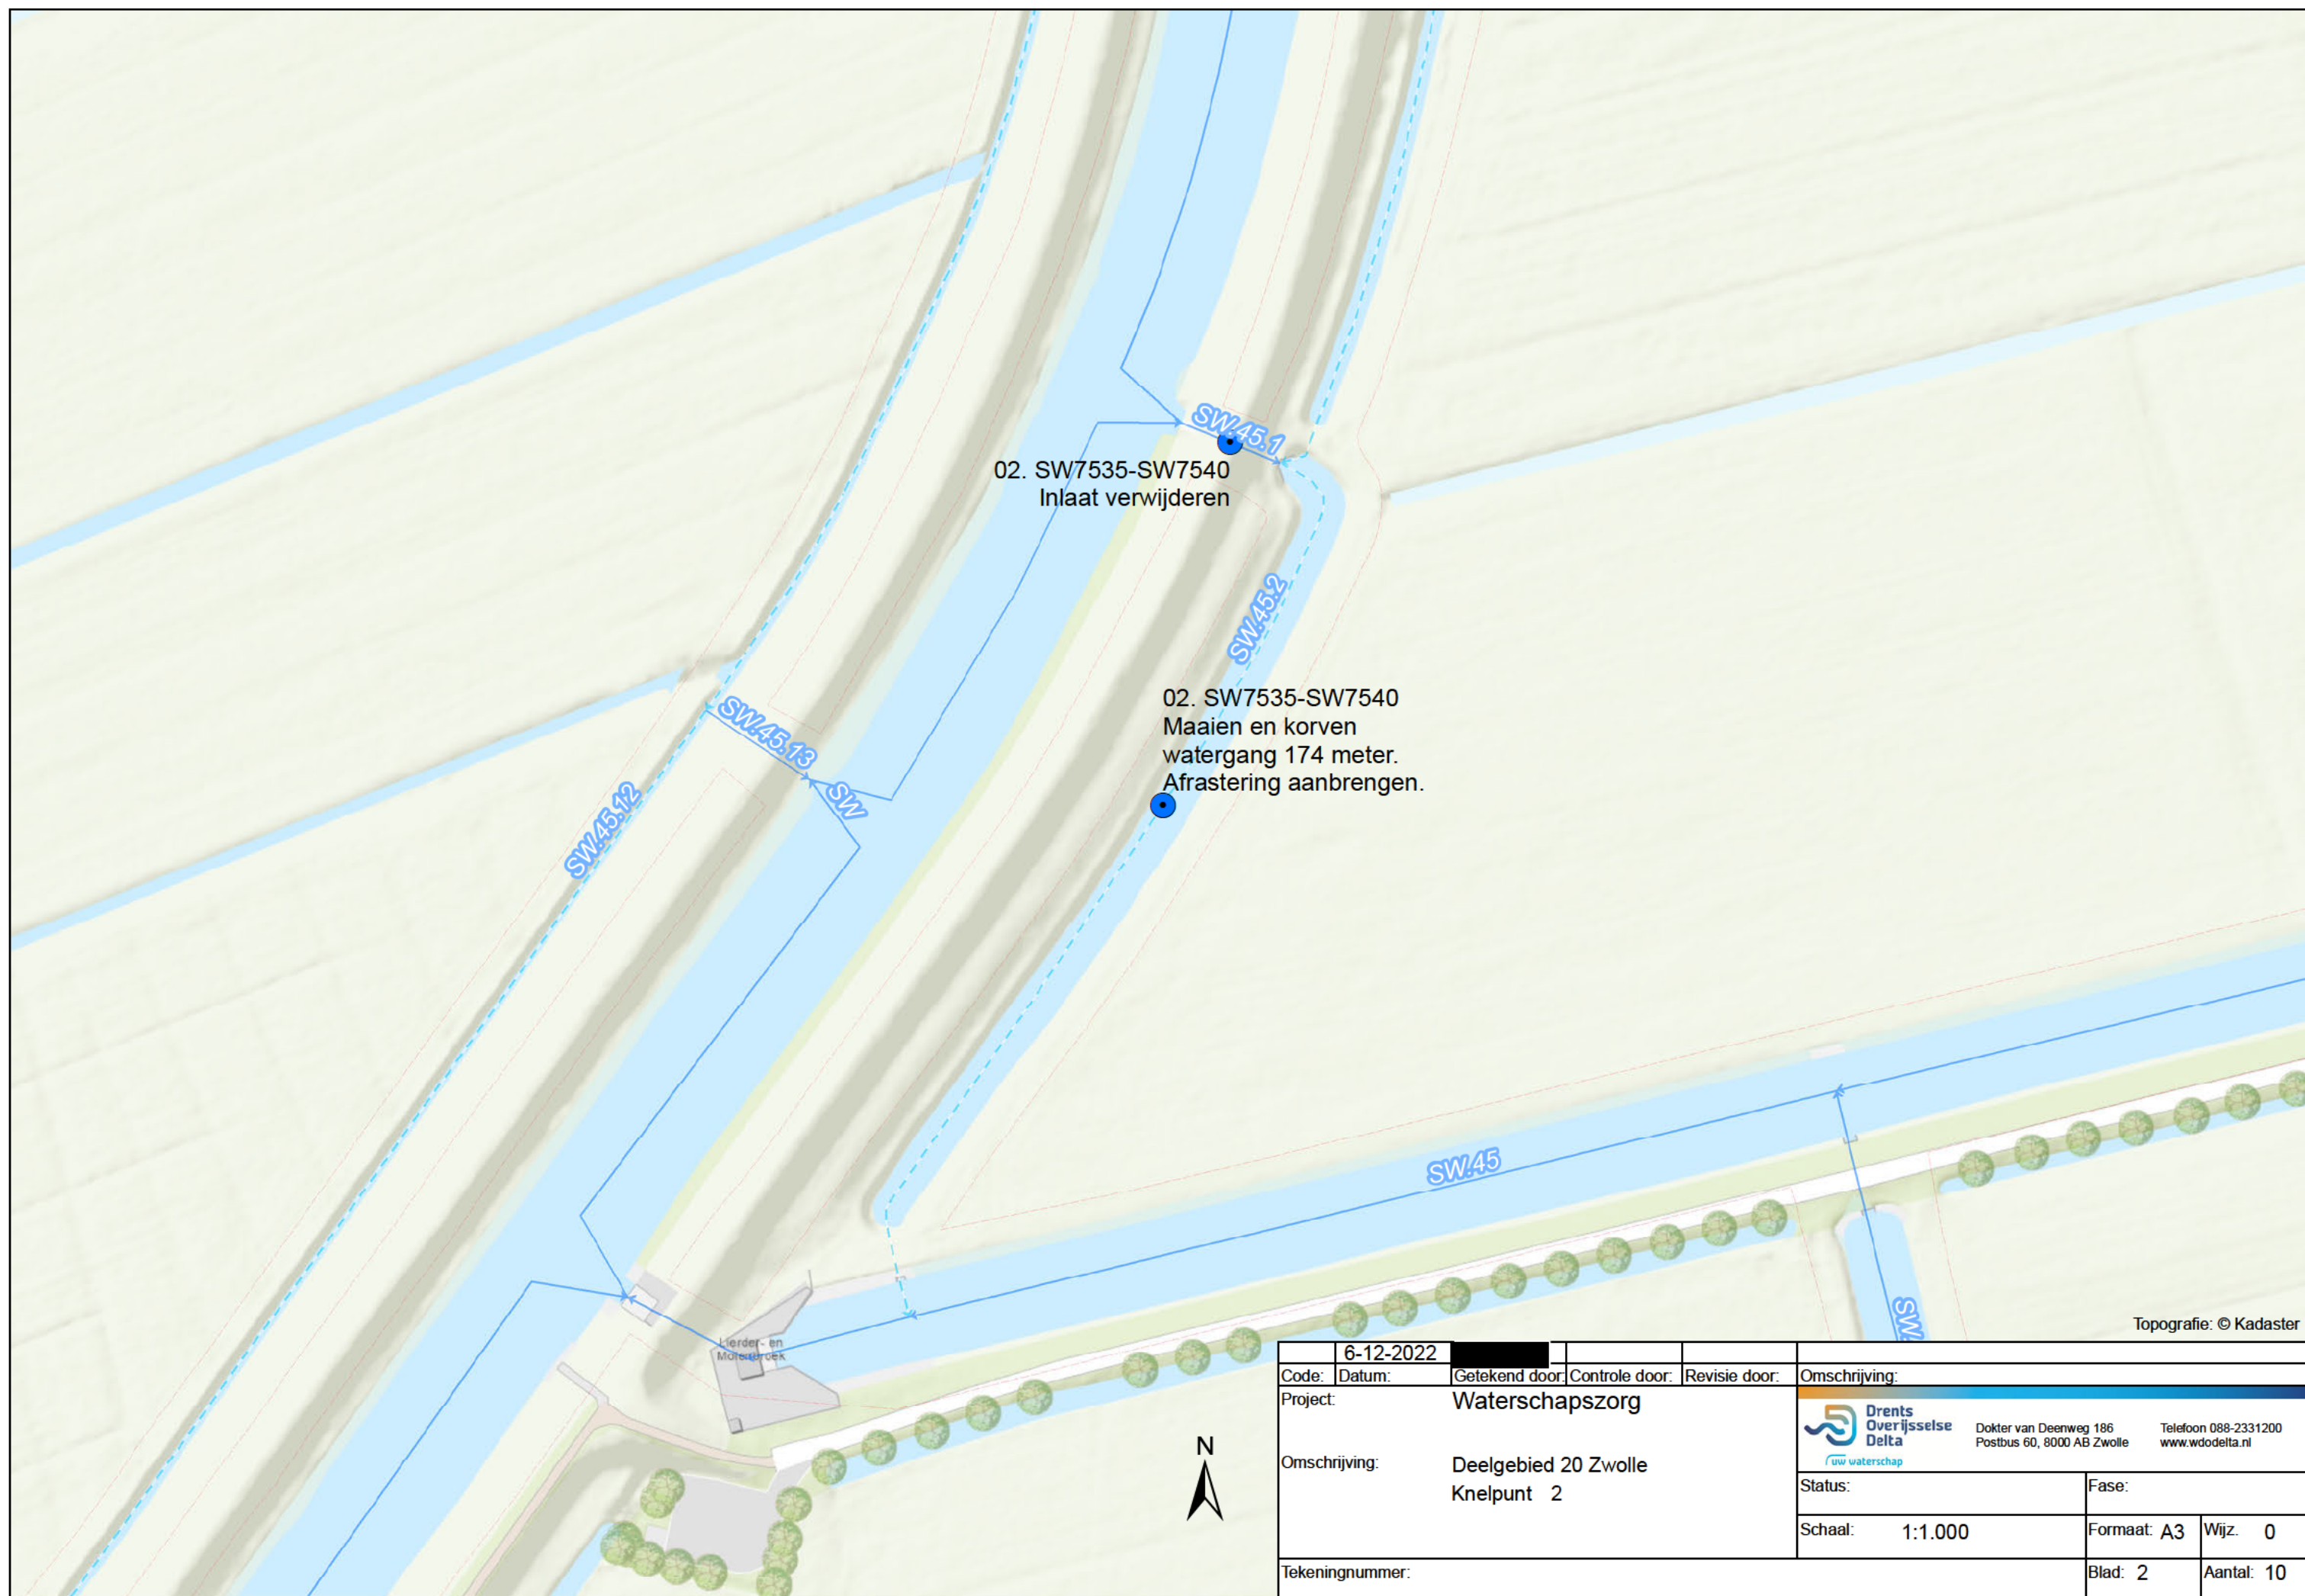 SW.45.1
02. SW7535-SW7540
Inlaat verwijderen
SW.45.2
02. SW7535-SW7540
Maaien en korven
watergang 174 meter.
Afrastering aanbrengen.
SW.45.13
SW
SW.45.12
SW.45
SW.
Lierder- en
Molenbroek
Topografie: © Kadaster
N
6-12-2022
Code: Datum: Getekend door: Controle door: Revisie door: Omschrijving:
Project: Waterschapszorg
Omschrijving: Deelgebied 20 Zwolle
Knelpunt 2
Drents
Overijsselse
Delta
uw waterschap
Dokter van Deenweg 186
Postbus 60, 8000 AB Zwolle
Telefoon 088-2331200
www.wdodelta.nl
Status: Fase:
Schaal: 1:1.000 Formaat: A3 Wijz. 0
Tekeningnummer: Blad: 2 Aantal: 10